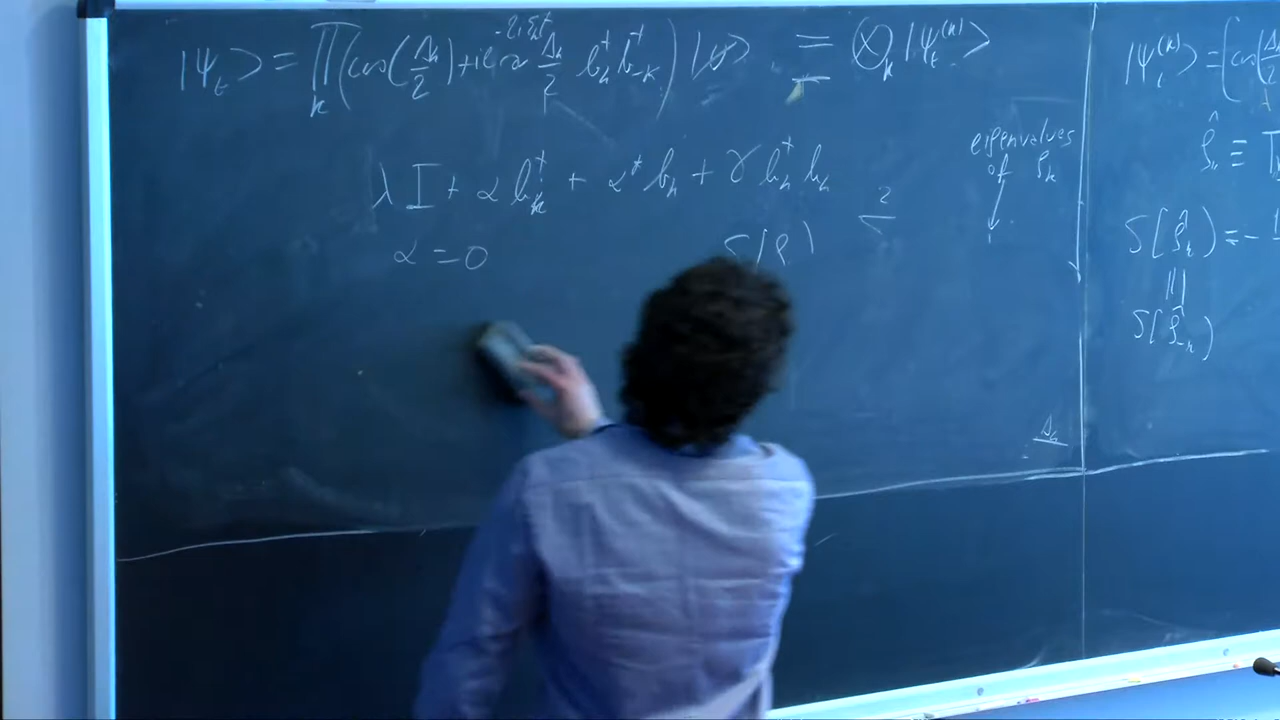 |Ψ_t⟩ = ∏_k (cos(Δ_k/2) + i e^{-2iε_k t} sin Δ_k/2 b_k^† b_{-k}^†) |∅⟩ = ⊗_k |Ψ_t^{(k)}⟩
|Ψ_t^{(k)}⟩ = (cos(Δ
λ I + α b_k^† + α^* b_k + γ b_k^† b_k
eigenvalues
of ρ_k
ρ̂_k ≡ T
α = 0
S[ρ̂_k) = -
||
S[ρ̂_{-k})
Δ_k